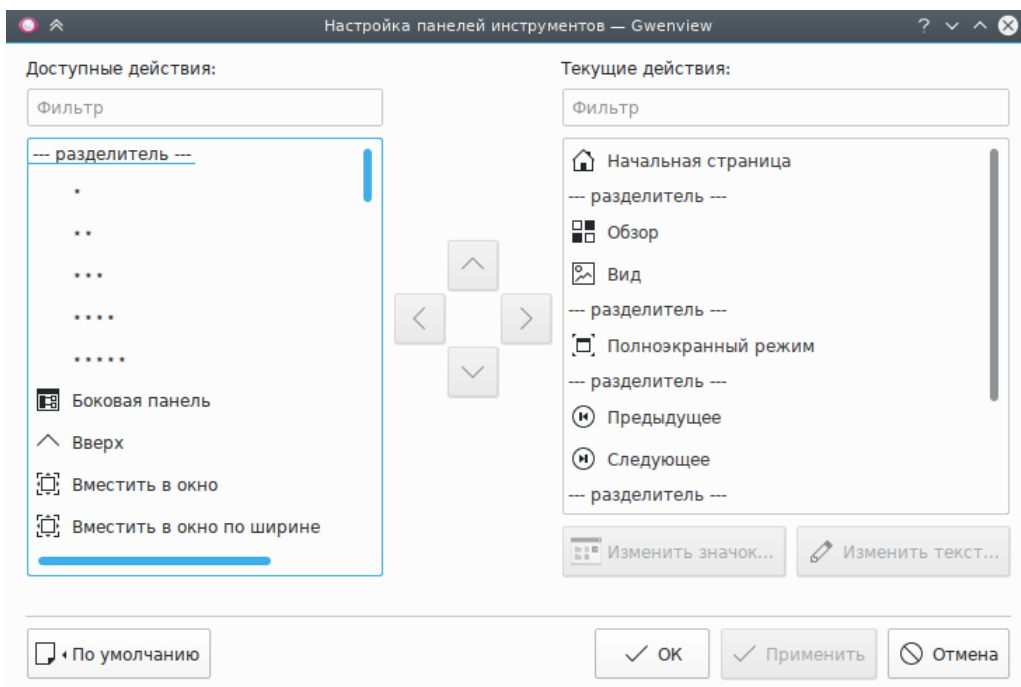 Настройка панелей инструментов — Gwenview
Доступные действия:
Фильтр
--- разделитель ---
*
* *
* * *
* * * *
* * * * *
Боковая панель
Вверх
Вместить в окно
Вместить в окно по ширине
Текущие действия:
Фильтр
Начальная страница
--- разделитель ---
Обзор
Вид
--- разделитель ---
Полноэкранный режим
--- разделитель ---
Предыдущее
Следующее
--- разделитель ---
Изменить значок...
Изменить текст...
По умолчанию
ОК
Применить
Отмена